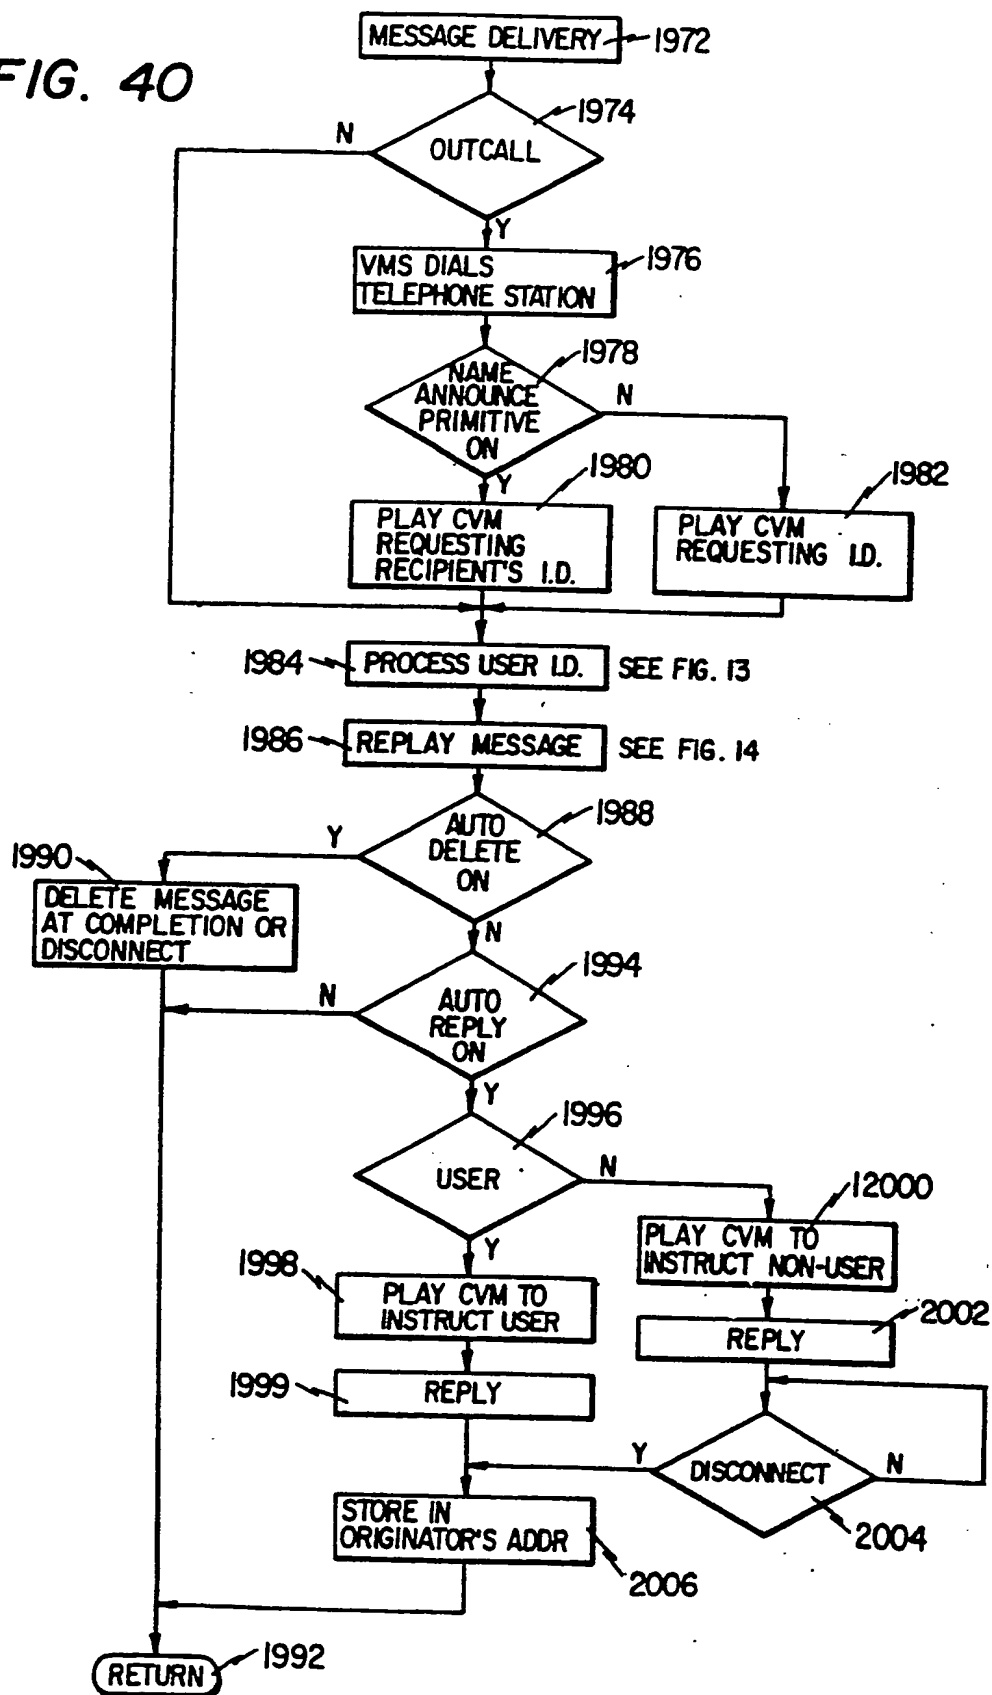 FIG. 40
MESSAGE DELIVERY
1972
1974
N
OUTCALL
Y
1976
VMS DIALS
TELEPHONE STATION
1978
NAME
ANNOUNCE
PRIMITIVE
ON
N
Y
1980
1982
PLAY CVM
REQUESTING
RECIPIENT'S I.D.
PLAY CVM
REQUESTING I.D.
1984
PROCESS USER I.D.
SEE FIG. 13
1986
REPLAY MESSAGE
SEE FIG. 14
1988
Y
AUTO
DELETE
ON
1990
DELETE MESSAGE
AT COMPLETION OR
DISCONNECT
N
1994
N
AUTO
REPLY
ON
Y
1996
USER
N
12000
Y
PLAY CVM TO
INSTRUCT NON-USER
1998
PLAY CVM TO
INSTRUCT USER
2002
REPLY
1999
REPLY
Y
DISCONNECT
N
2004
STORE IN
ORIGINATOR'S ADDR
2006
RETURN
1992